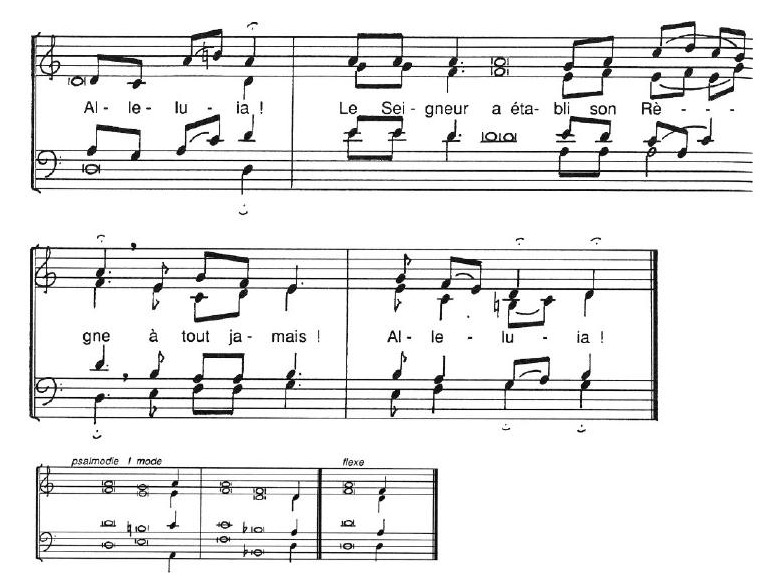 Al - le - lu - ia ! Le Sei - gneur a éta - bli son Rè - - -
gne à tout ja - mais ! Al - le - lu - ia !
psalmodie I mode flexe